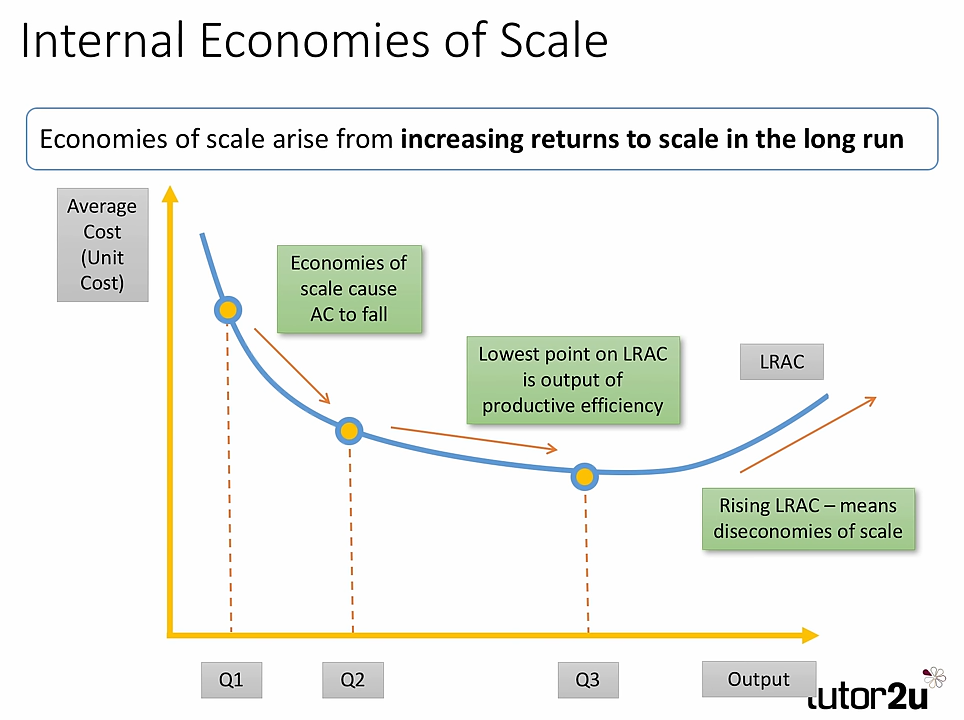 Internal Economies of Scale
Economies of scale arise from increasing returns to scale in the long run
Average
Cost
(Unit
Cost)
Economies of
scale cause
AC to fall
Lowest point on LRAC
is output of
productive efficiency
LRAC
Rising LRAC – means
diseconomies of scale
Q1
Q2
Q3
Output
tutor2u